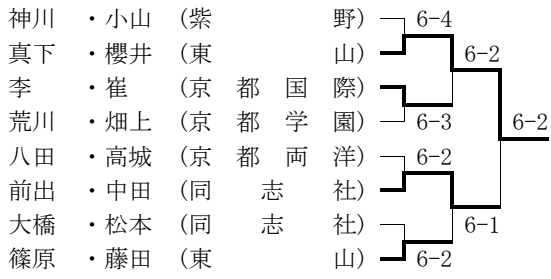 神川 ・小山 (紫 野) 6-4
真下 ・櫻井 (東 山) 6-2
李 ・崔 (京 都 国 際)
荒川 ・畑上 (京 都 学 園) 6-3 6-2
八田 ・高城 (京 都 両 洋) 6-2
前出 ・中田 (同 志 社)
大橋 ・松本 (同 志 社) 6-1
篠原 ・藤田 (東 山) 6-2